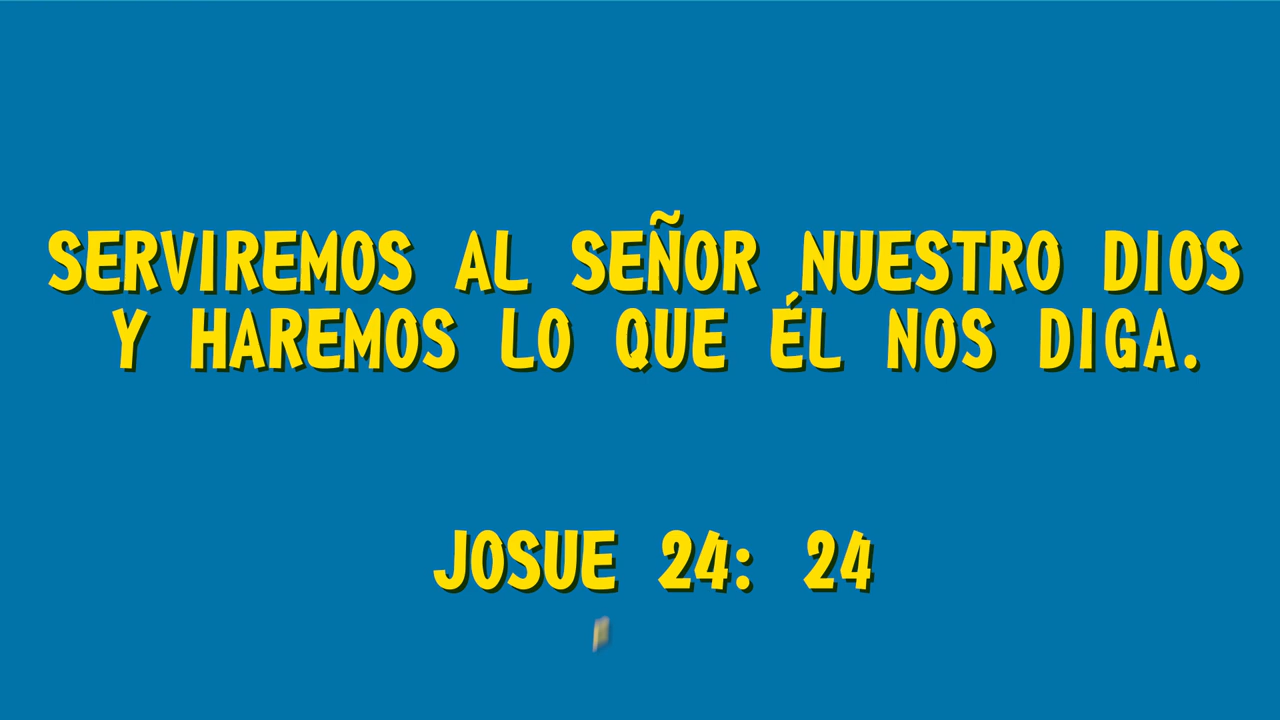 SERVIREMOS AL SEÑOR NUESTRO DIOS
Y HAREMOS LO QUE ÉL NOS DIGA.
JOSUE 24: 24